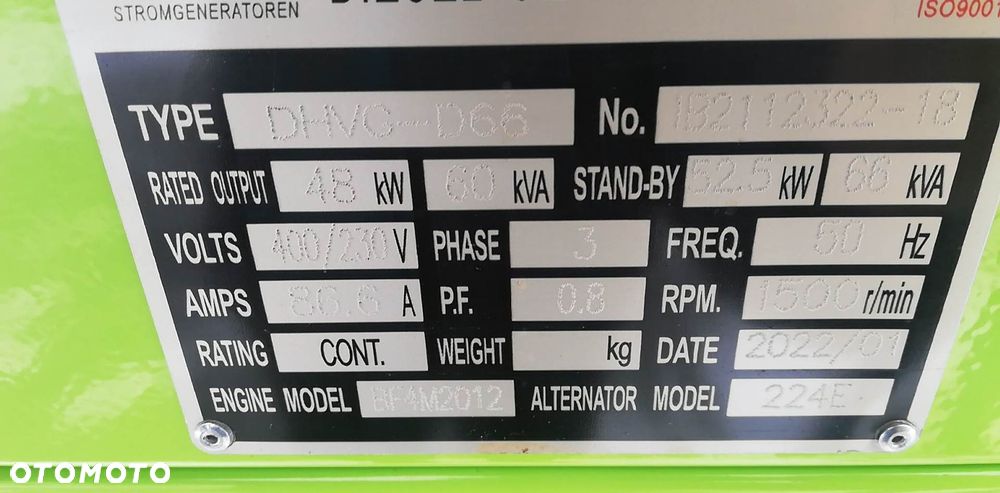 STROMGENERATOREN
ISO9001
TYPE DHVG-D66 No. IB2112322-18
RATED OUTPUT 48 kW 60 kVA STAND-BY 52.5 kW 66 kVA
VOLTS 400/230 V PHASE 3 FREQ. 50 Hz
AMPS 86.6 A P.F. 0.8 RPM. 1500 r/min
RATING CONT. WEIGHT kg DATE 2022/01
ENGINE MODEL BF4M2012 ALTERNATOR MODEL 224E
OTOMOTO